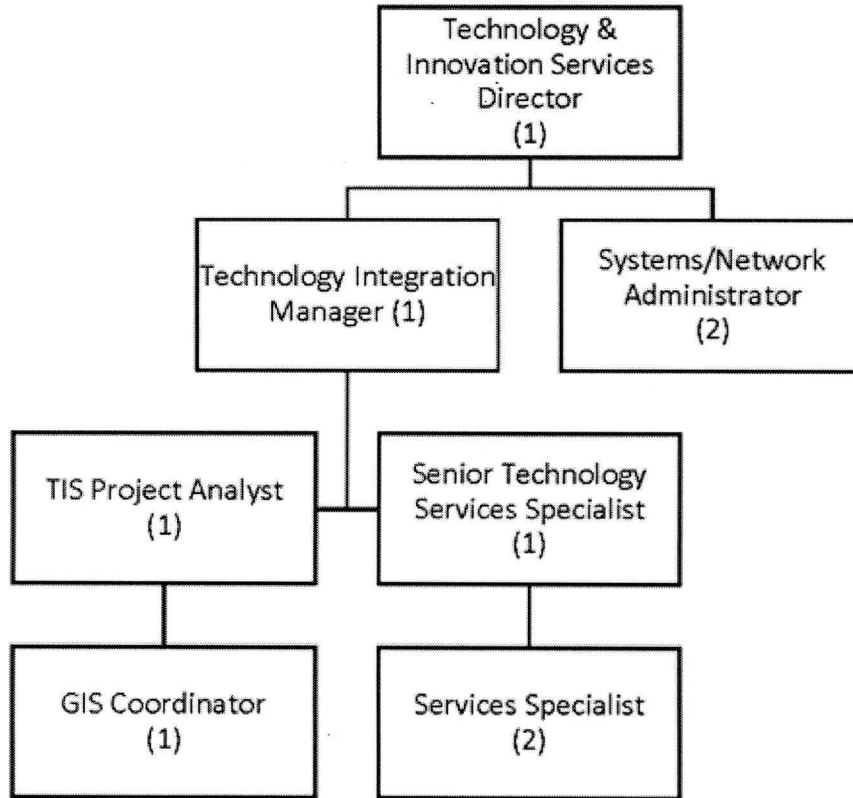 Technology &
Innovation Services
Director
(1)
Technology Integration
Manager (1)
Systems/Network
Administrator
(2)
TIS Project Analyst
(1)
Senior Technology
Services Specialist
(1)
GIS Coordinator
(1)
Services Specialist
(2)